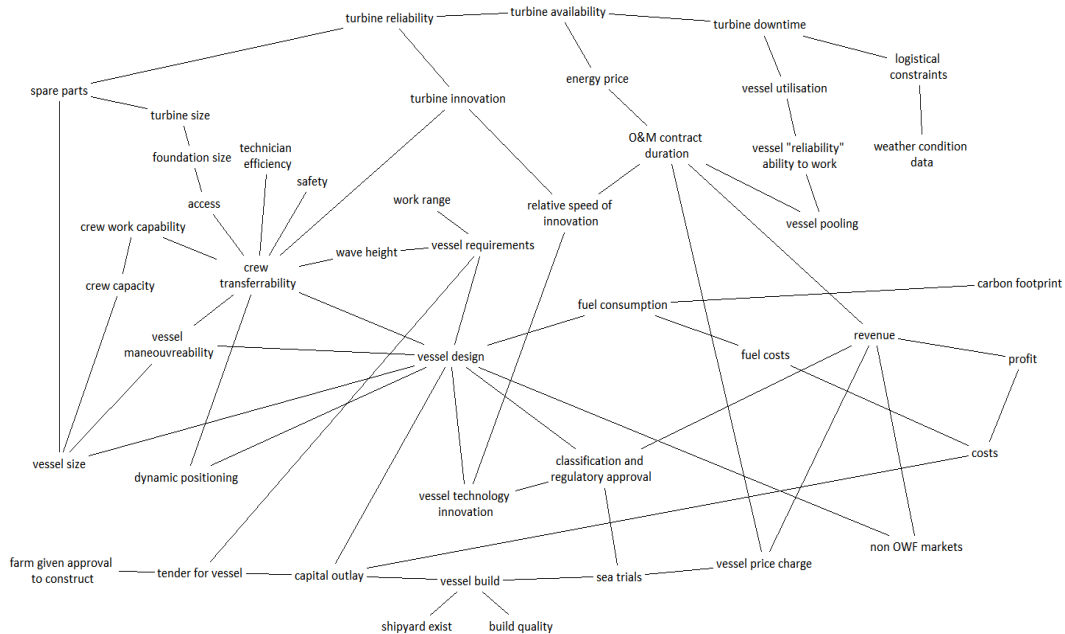 turbine reliability
turbine availability
turbine downtime
logistical
constraints
spare parts
energy price
vessel utilisation
turbine innovation
turbine size
O&M contract
duration
technician
efficiency
foundation size
vessel "reliability"
ability to work
weather condition
data
safety
access
work range
relative speed of
innovation
vessel pooling
crew work capability
wave height
vessel requirements
crew
transferrability
crew capacity
carbon footprint
fuel consumption
vessel
maneouvreability
vessel design
fuel costs
revenue
profit
vessel size
dynamic positioning
classification and
regulatory approval
costs
vessel technology
innovation
non OWF markets
farm given approval
to construct
tender for vessel
capital outlay
vessel build
sea trials
vessel price charge
shipyard exist
build quality